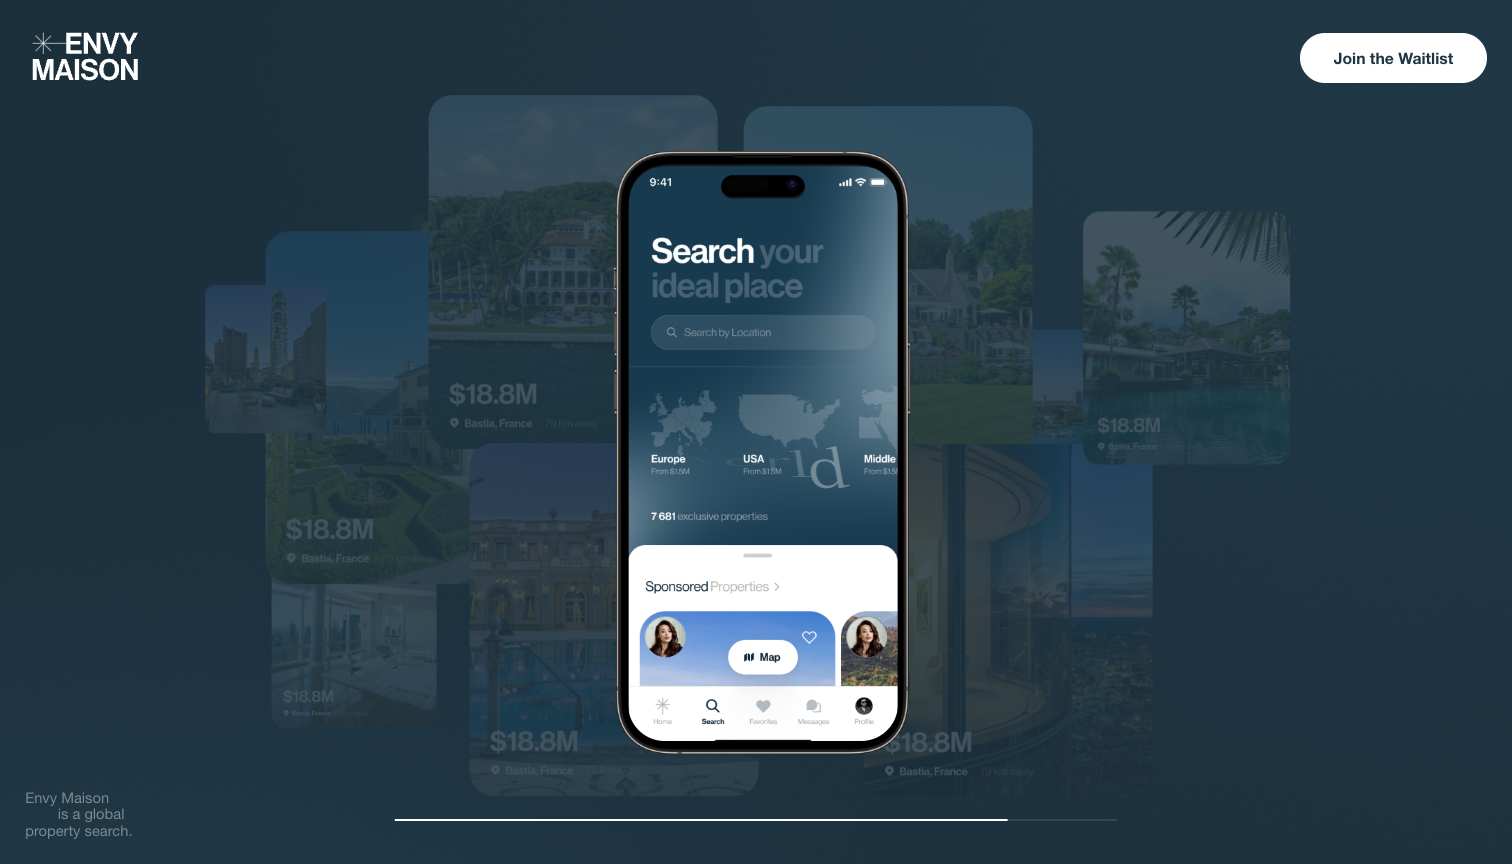 ENVY
MAISON
Join the Waitlist
9:41
Search your
ideal place
Search by Location
Europe
From $1.5M
USA
From $1.5M
Middle
7 681 exclusive properties
Sponsored Properties
Map
Home
Search
Favorites
Messages
Profile
$18.8M
Bastia, France
$18.8M
Bastia, France
$18.8M
Bastia, France
$18.8M
Bastia, France
$18.8M
Bastia, France
$18.8M
Bastia, France
Envy Maison
is a global
property search.